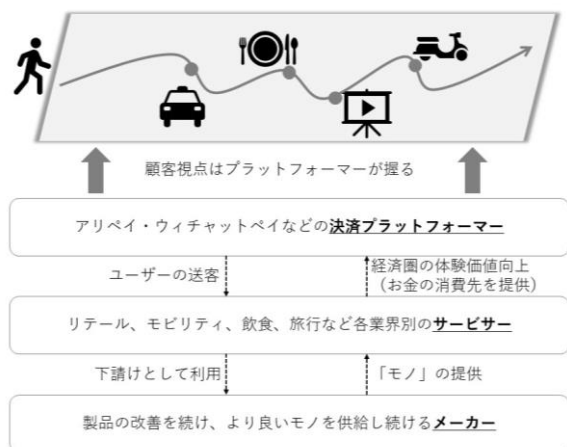 顧客視点はプラットフォーマーが握る
アリペイ・ウィチャットペイなどの決済プラットフォーマー
ユーザーの送客
経済圏の体験価値向上
（お金の消費先を提供）
リテール、モビリティ、飲食、旅行など各業界別のサービサー
下請けとして利用
「モノ」の提供
製品の改善を続け、より良いモノを供給し続けるメーカー